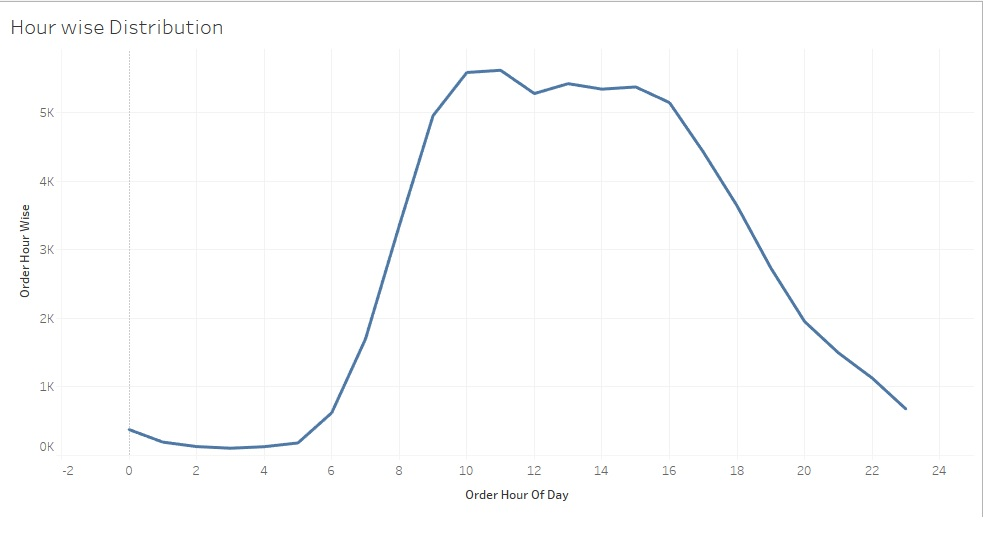 Hour wise Distribution
5K
4K
3K
2K
1K
0K
Order Hour Wise
-2 0 2 4 6 8 10 12 14 16 18 20 22 24
Order Hour Of Day